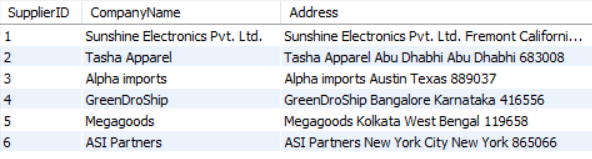 SupplierID CompanyName Address
1 Sunshine Electronics Pvt. Ltd. Sunshine Electronics Pvt. Ltd. Fremont Californi...
2 Tasha Apparel Tasha Apparel Abu Dhabhi Abu Dhabhi 683008
3 Alpha imports Alpha imports Austin Texas 889037
4 GreenDroShip GreenDroShip Bangalore Karnataka 416556
5 Megagoods Megagoods Kolkata West Bengal 119658
6 ASI Partners ASI Partners New York City New York 865066